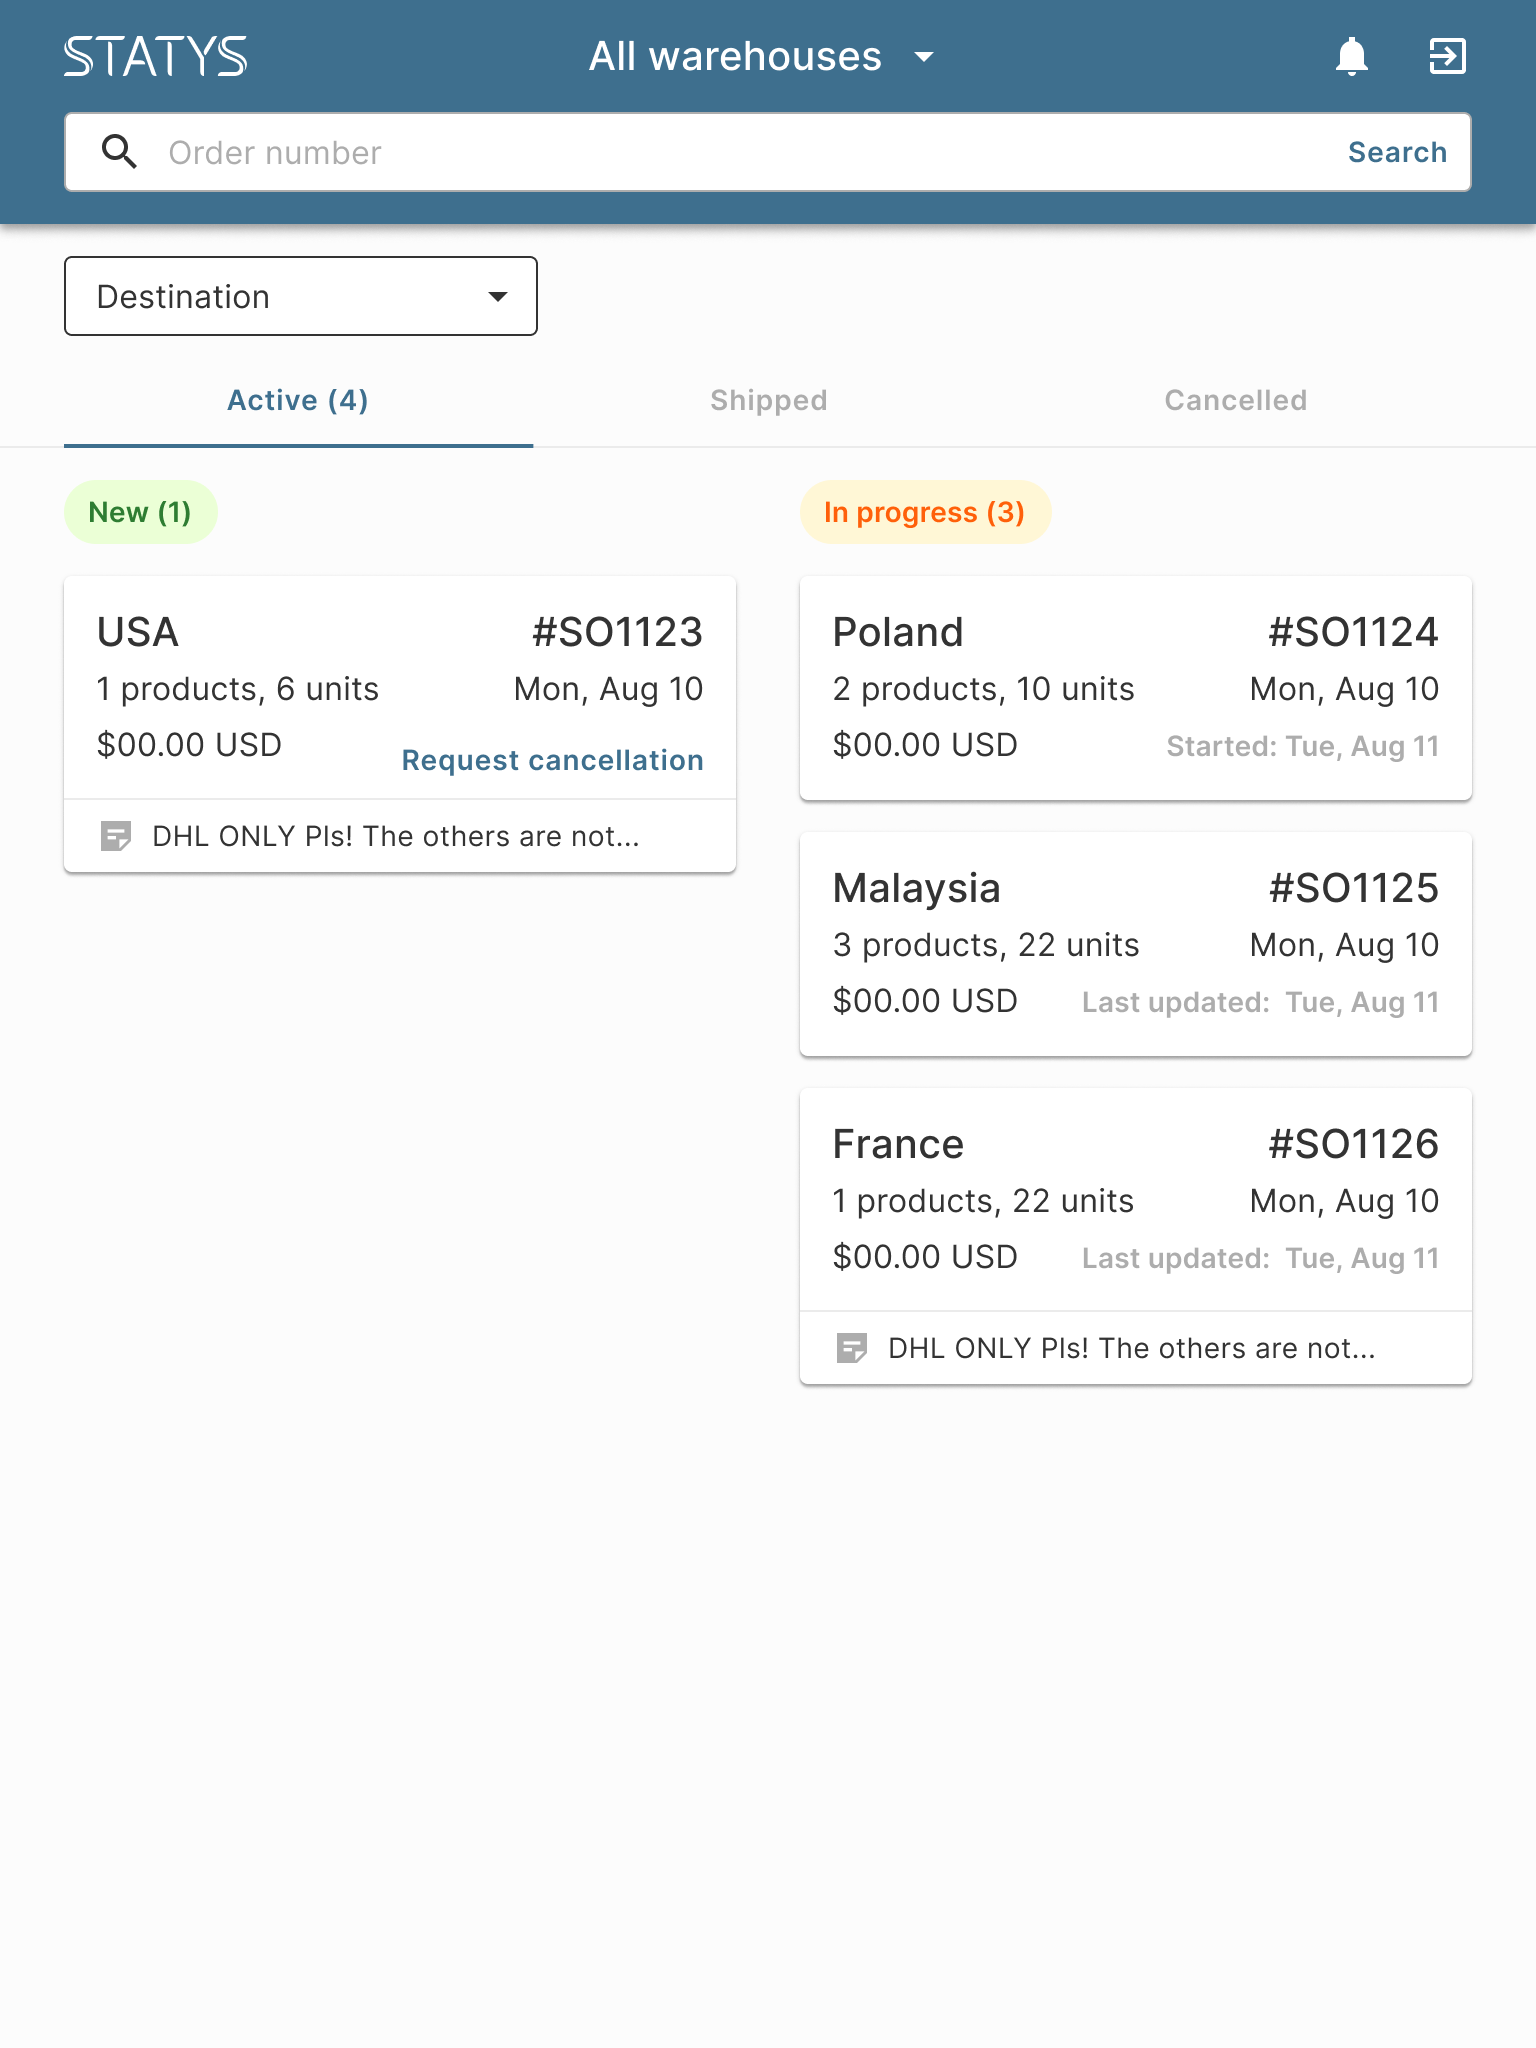 STATYS
All warehouses
Order number
Search
Destination
Active (4)
Shipped
Cancelled
New (1)
USA
#SO1123
1 products, 6 units
Mon, Aug 10
$00.00 USD
Request cancellation
DHL ONLY Pls! The others are not...
In progress (3)
Poland
#SO1124
2 products, 10 units
Mon, Aug 10
$00.00 USD
Started: Tue, Aug 11
Malaysia
#SO1125
3 products, 22 units
Mon, Aug 10
$00.00 USD
Last updated: Tue, Aug 11
France
#SO1126
1 products, 22 units
Mon, Aug 10
$00.00 USD
Last updated: Tue, Aug 11
DHL ONLY Pls! The others are not...